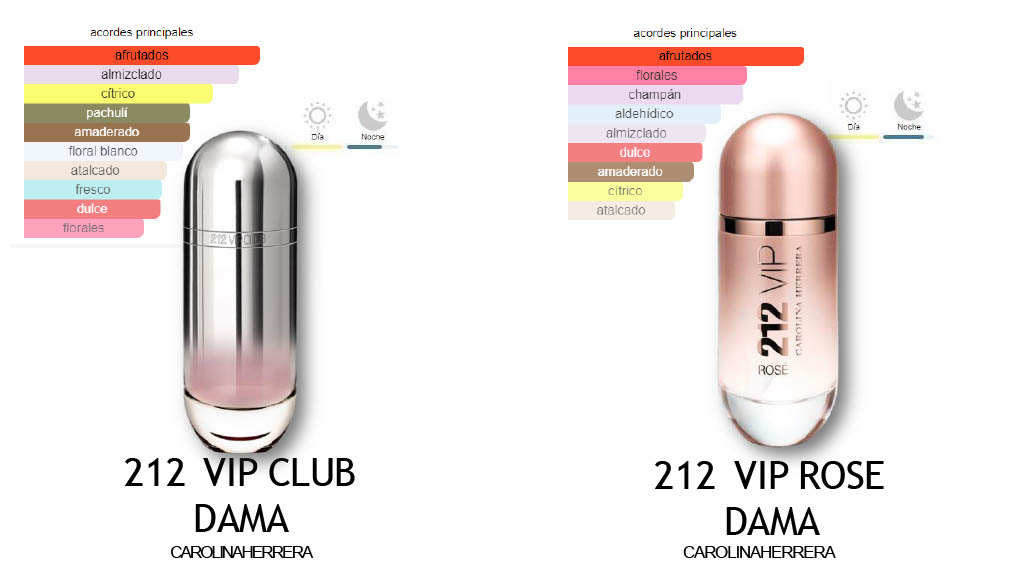 acordes principales
afrutados
almizclado
cítrico
pachulí
amaderado
floral blanco
atalcado
fresco
dulce
florales
Día
Noche
212 VIP CLUB
212 VIP CLUB
DAMA
CAROLINAHERRERA
acordes principales
afrutados
florales
champán
aldehídico
almizclado
dulce
amaderado
cítrico
atalcado
Día
Noche
212 VIP
CAROLINA HERRERA
ROSÉ
212 VIP ROSE
DAMA
CAROLINAHERRERA